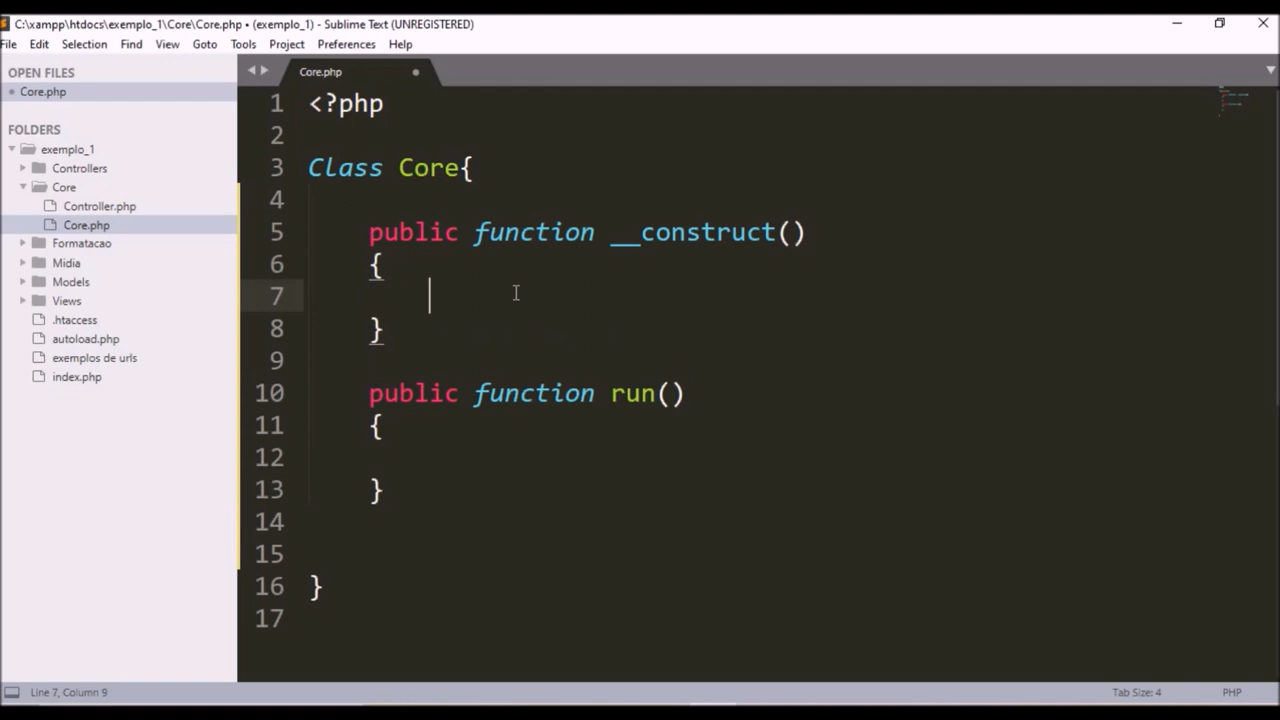 C:\xampp\htdocs\exemplo_1\Core\Core.php • (exemplo_1) - Sublime Text (UNREGISTERED)
File Edit Selection Find View Goto Tools Project Preferences Help
OPEN FILES
Core.php
FOLDERS
exemplo_1
Controllers
Core
Controller.php
Core.php
Formatacao
Midia
Models
Views
.htaccess
autoload.php
exemplos de urls
index.php
Core.php
1 <?php
2
3 Class Core{
4
5 public function __construct()
6 {
7
8 }
9
10 public function run()
11 {
12
13 }
14
15
16 }
17
Line 7, Column 9
Tab Size: 4
PHP